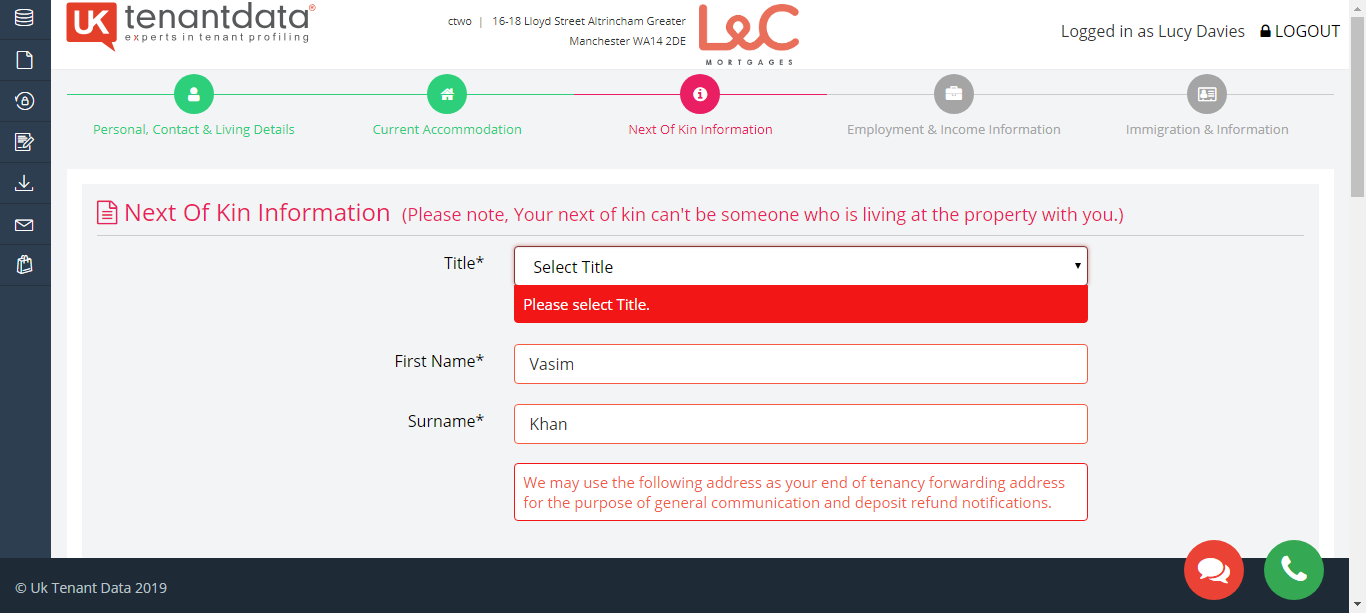 UK tenantdata®
experts in tenant profiling
ctwo | 16-18 Lloyd Street Altrincham Greater
Manchester WA14 2DE
L&C
MORTGAGES
Logged in as Lucy Davies LOGOUT
Personal, Contact & Living Details
Current Accommodation
Next Of Kin Information
Employment & Income Information
Immigration & Information
Next Of Kin Information (Please note, Your next of kin can't be someone who is living at the property with you.)
Title* Select Title
Please select Title.
First Name* Vasim
Surname* Khan
We may use the following address as your end of tenancy forwarding address
for the purpose of general communication and deposit refund notifications.
© Uk Tenant Data 2019